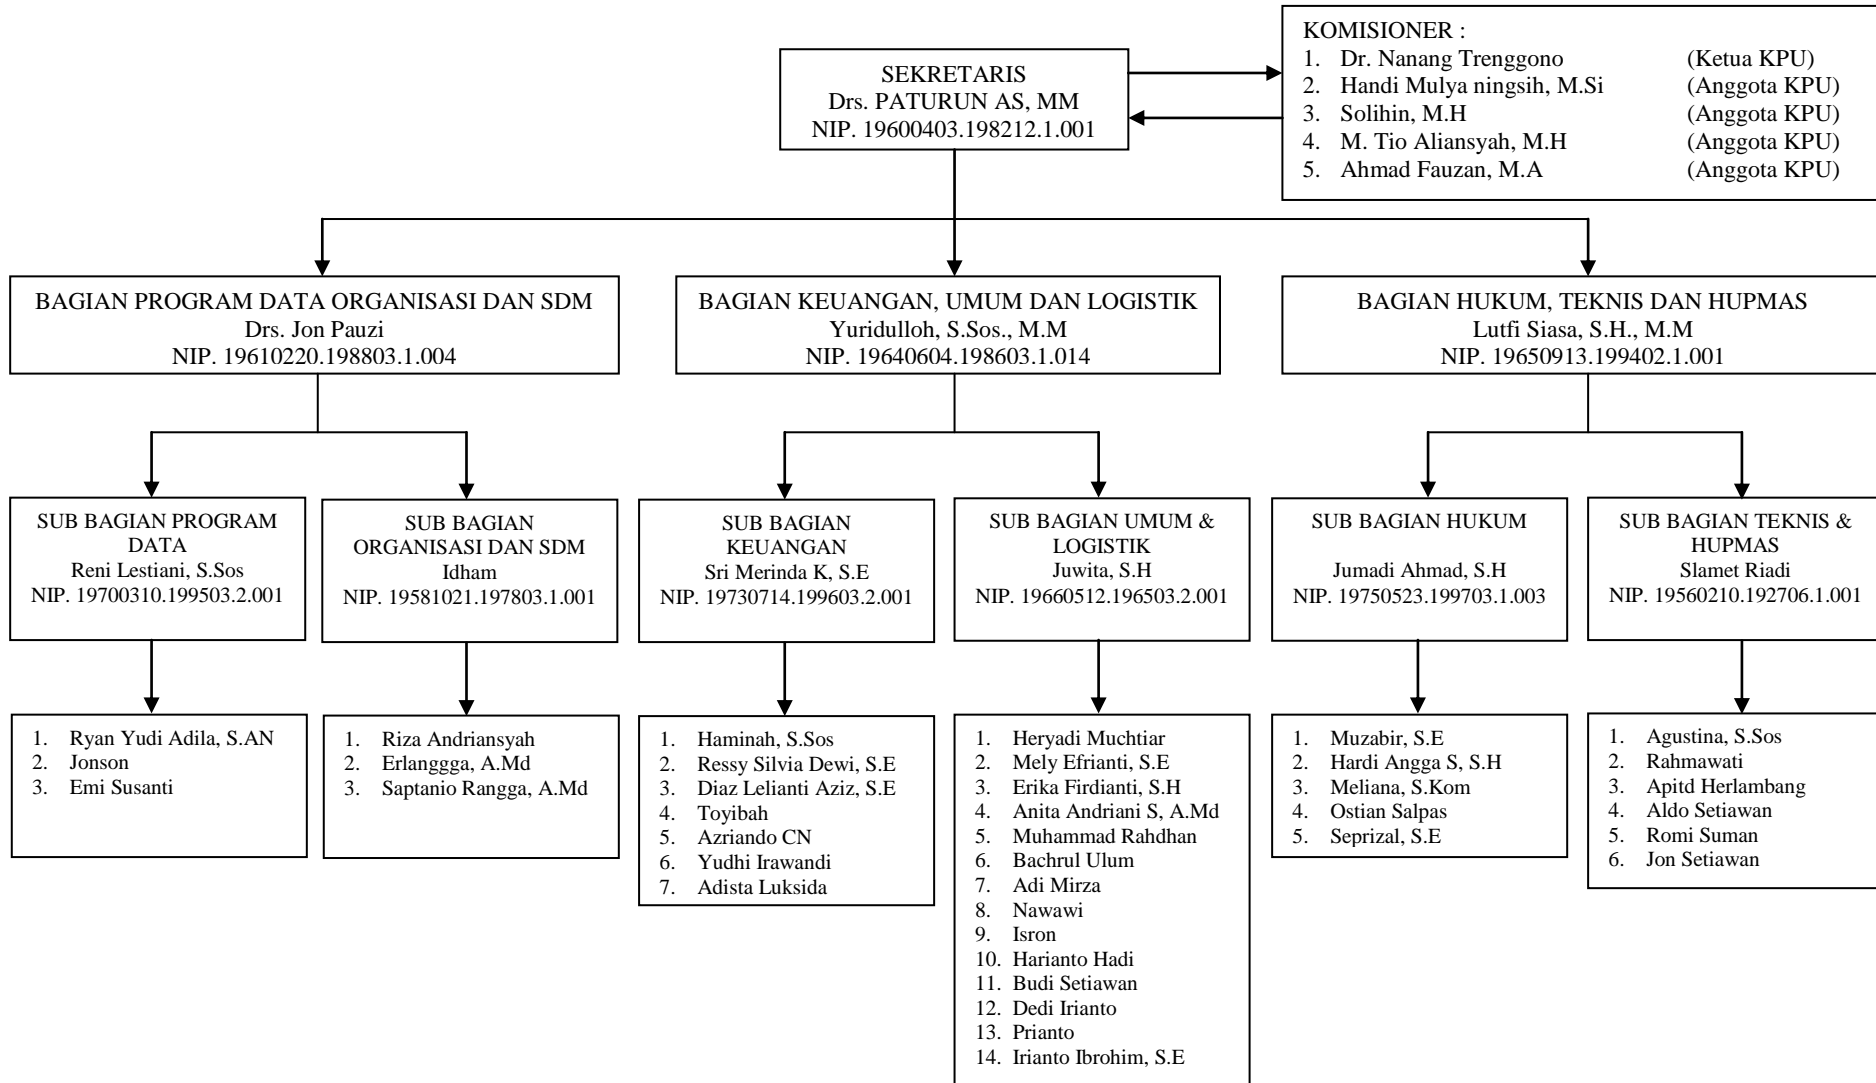 KOMISIONER :
1. Dr. Nanang Trenggono (Ketua KPU)
2. Handi Mulya ningsih, M.Si (Anggota KPU)
3. Solihin, M.H (Anggota KPU)
4. M. Tio Aliansyah, M.H (Anggota KPU)
5. Ahmad Fauzan, M.A (Anggota KPU)
SEKRETARIS
Drs. PATURUN AS, MM
NIP. 19600403.198212.1.001
BAGIAN PROGRAM DATA ORGANISASI DAN SDM
Drs. Jon Pauzi
NIP. 19610220.198803.1.004
BAGIAN KEUANGAN, UMUM DAN LOGISTIK
Yuridulloh, S.Sos., M.M
NIP. 19640604.198603.1.014
BAGIAN HUKUM, TEKNIS DAN HUPMAS
Lutfi Siasa, S.H., M.M
NIP. 19650913.199402.1.001
SUB BAGIAN PROGRAM
DATA
Reni Lestiani, S.Sos
NIP. 19700310.199503.2.001
SUB BAGIAN
ORGANISASI DAN SDM
Idham
NIP. 19581021.197803.1.001
SUB BAGIAN
KEUANGAN
Sri Merinda K, S.E
NIP. 19730714.199603.2.001
SUB BAGIAN UMUM &
LOGISTIK
Juwita, S.H
NIP. 19660512.196503.2.001
SUB BAGIAN HUKUM
Jumadi Ahmad, S.H
NIP. 19750523.199703.1.003
SUB BAGIAN TEKNIS &
HUPMAS
Slamet Riadi
NIP. 19560210.192706.1.001
1. Ryan Yudi Adila, S.AN
2. Jonson
3. Emi Susanti
1. Riza Andriansyah
2. Erlanggga, A.Md
3. Saptanio Rangga, A.Md
1. Haminah, S.Sos
2. Ressy Silvia Dewi, S.E
3. Diaz Lelianti Aziz, S.E
4. Toyibah
5. Azriando CN
6. Yudhi Irawandi
7. Adista Luksida
1. Heryadi Muchtiar
2. Mely Efrianti, S.E
3. Erika Firdianti, S.H
4. Anita Andriani S, A.Md
5. Muhammad Rahdhan
6. Bachrul Ulum
7. Adi Mirza
8. Nawawi
9. Isron
10. Harianto Hadi
11. Budi Setiawan
12. Dedi Irianto
13. Prianto
14. Irianto Ibrohim, S.E
1. Muzabir, S.E
2. Hardi Angga S, S.H
3. Meliana, S.Kom
4. Ostian Salpas
5. Seprizal, S.E
1. Agustina, S.Sos
2. Rahmawati
3. Apitd Herlambang
4. Aldo Setiawan
5. Romi Suman
6. Jon Setiawan